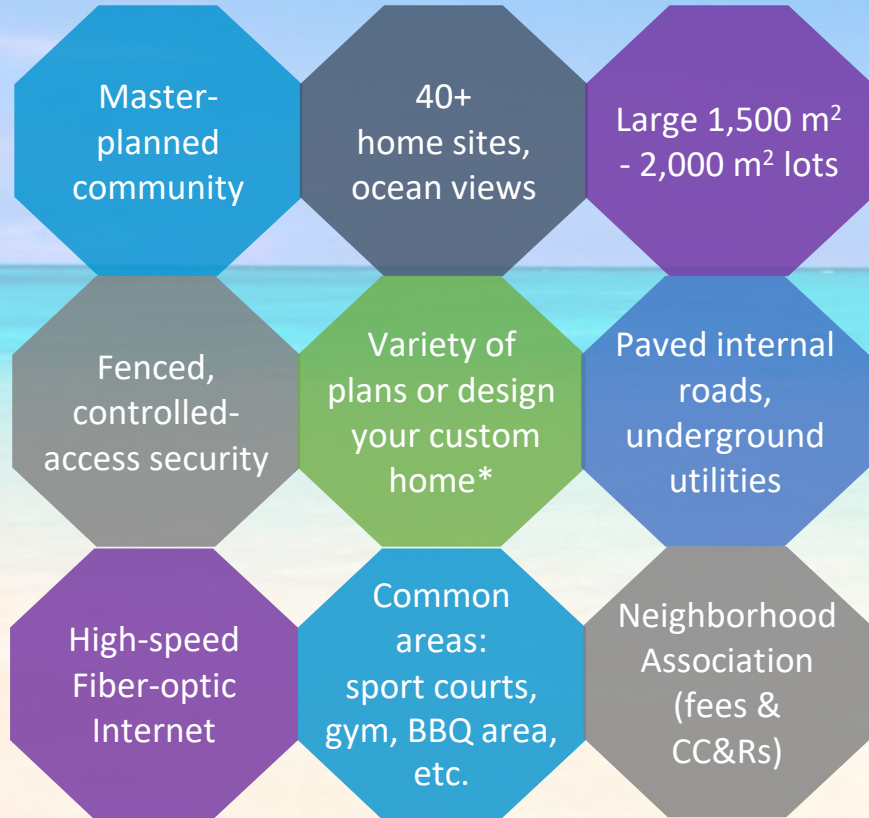 Master-
planned
community
40+
home sites,
ocean views
Large 1,500 m²
- 2,000 m² lots
Fenced,
controlled-
access security
Variety of
plans or design
your custom
home*
Paved internal
roads,
underground
utilities
High-speed
Fiber-optic
Internet
Common
areas:
sport courts,
gym, BBQ area,
etc.
Neighborhood
Association
(fees &
CC&Rs)